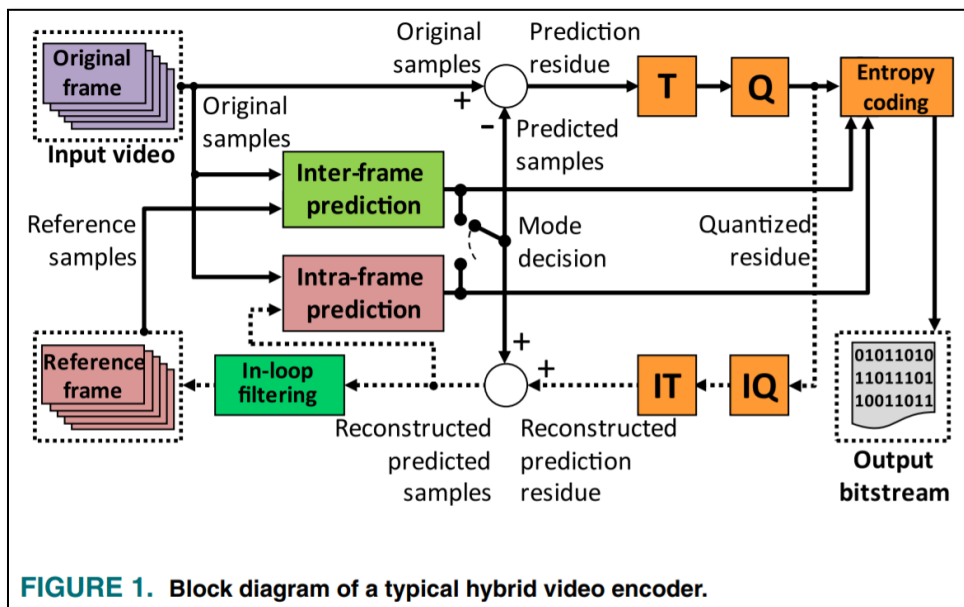 Original
frame
Input video
Original
samples
Prediction
residue
+
T
Q
Entropy
coding
Original
samples
-
Predicted
samples
Inter-frame
prediction
Reference
samples
Mode
decision
Quantized
residue
Intra-frame
prediction
+
+
Reference
frame
In-loop
filtering
IT
IQ
01011010
11011101
10011011
Reconstructed
predicted
samples
Reconstructed
prediction
residue
Output
bitstream
FIGURE 1. Block diagram of a typical hybrid video encoder.